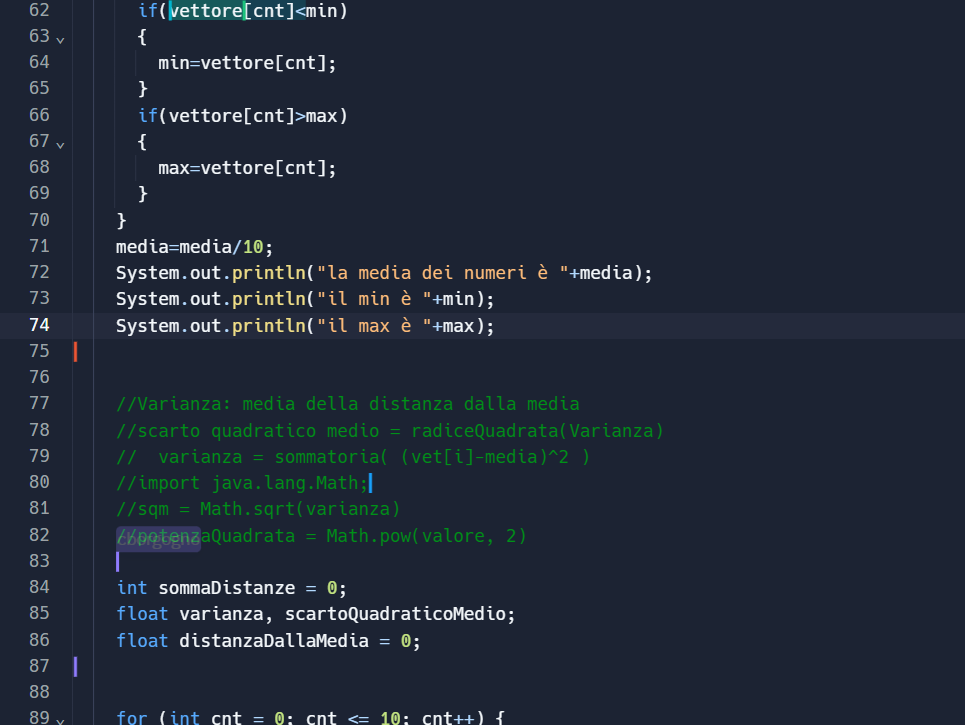 62 if(vettore[cnt]<min)
63 {
64 min=vettore[cnt];
65 }
66 if(vettore[cnt]>max)
67 {
68 max=vettore[cnt];
69 }
70 }
71 media=media/10;
72 System.out.println("la media dei numeri è "+media);
73 System.out.println("il min è "+min);
74 System.out.println("il max è "+max);
75
76
77 //Varianza: media della distanza dalla media
78 //scarto quadratico medio = radiceQuadrata(Varianza)
79 //  varianza = sommatoria( (vet[i]-media)^2 )
80 //import java.lang.Math;
81 //sqm = Math.sqrt(varianza)
82 //potenzaQuadrata = Math.pow(valore, 2)
83
84 int sommaDistanze = 0;
85 float varianza, scartoQuadraticoMedio;
86 float distanzaDallaMedia = 0;
87
88
89 for (int cnt = 0; cnt <= 10; cnt++) {